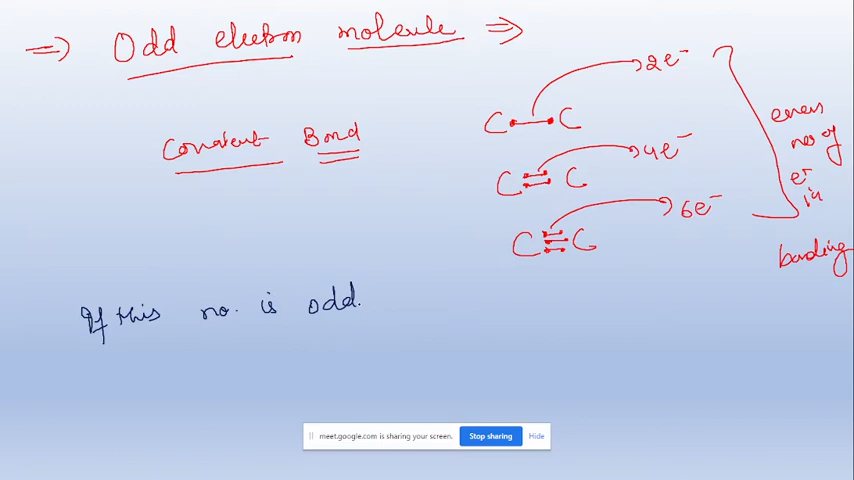 ⇒ Odd electron molecule ⇒
Covalent Bond
C — C → 2e⁻
C = C → 4e⁻
C ≡ C → 6e⁻
even
no of
e⁻
in
bonding
If this no. is odd.
meet.google.com is sharing your screen. Stop sharing Hide